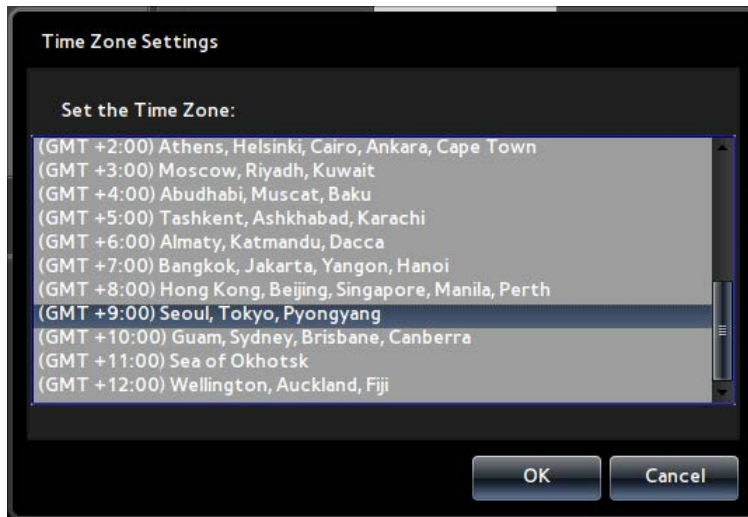 Time Zone Settings
Set the Time Zone:
(GMT +2:00) Athens, Helsinki, Cairo, Ankara, Cape Town
(GMT +3:00) Moscow, Riyadh, Kuwait
(GMT +4:00) Abudhabi, Muscat, Baku
(GMT +5:00) Tashkent, Ashkhabad, Karachi
(GMT +6:00) Almaty, Katmandu, Dacca
(GMT +7:00) Bangkok, Jakarta, Yangon, Hanoi
(GMT +8:00) Hong Kong, Beijing, Singapore, Manila, Perth
(GMT +9:00) Seoul, Tokyo, Pyongyang
(GMT +10:00) Guam, Sydney, Brisbane, Canberra
(GMT +11:00) Sea of Okhotsk
(GMT +12:00) Wellington, Auckland, Fiji
OK Cancel